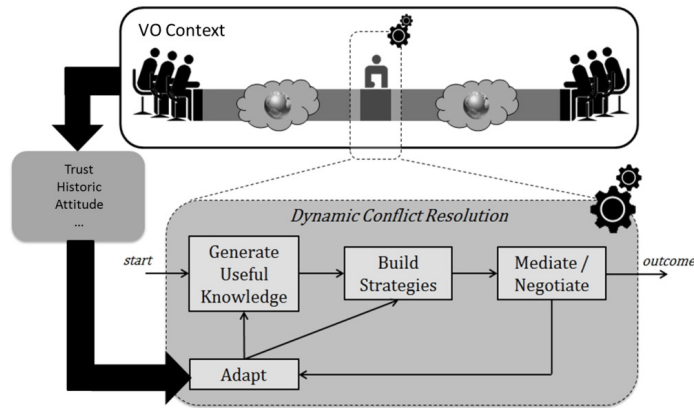 VO Context
Trust
Historic
Attitude
...
Dynamic Conflict Resolution
start
Generate
Useful
Knowledge
Build
Strategies
Mediate /
Negotiate
outcome
Adapt